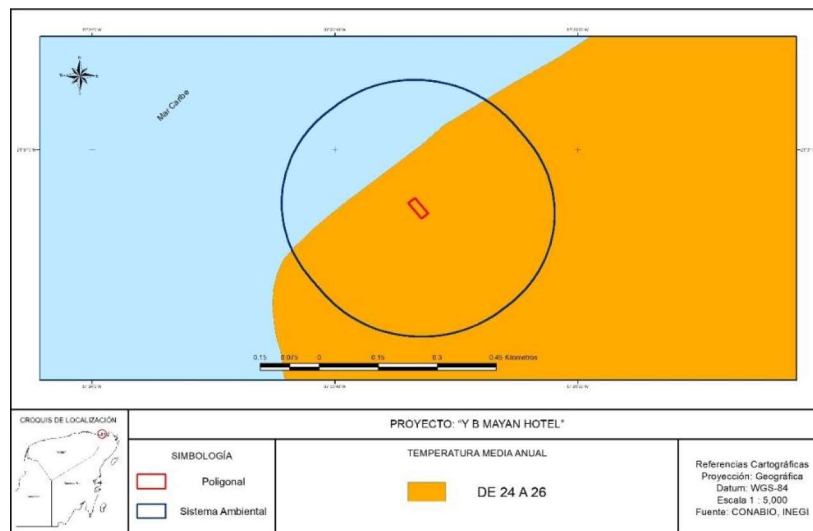 Mar Caribe
0.15 0.075 0 0.15 0.3 0.45 Kilometros
CROQUIS DE LOCALIZACIÓN
PROYECTO: "Y B MAYAN HOTEL"
SIMBOLOGÍA
Poligonal
Sistema Ambiental
TEMPERATURA MEDIA ANUAL
DE 24 A 26
Referencias Cartográficas
Proyección: Geográfica
Datum: WGS-84
Escala 1 : 5,000
Fuente: CONABIO, INEGI